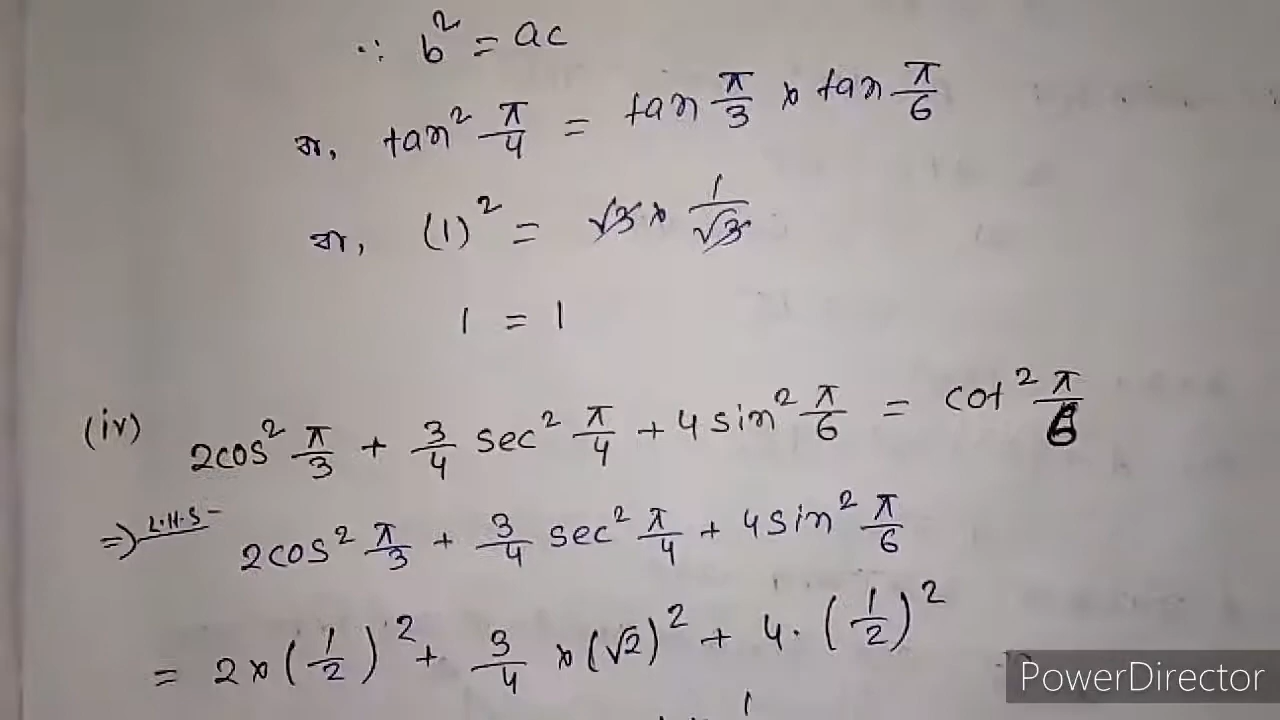 ∵ b² = ac
বা, tan² π/4 = tan π/3 × tan π/6
বা, (1)² = √3 × 1/√3
1 = 1
(iv) 2cos² π/3 + 3/4 sec² π/4 + 4 sin² π/6 = cot² π/6
⇒) L.H.S - 2cos² π/3 + 3/4 sec² π/4 + 4sin² π/6
= 2 × (1/2)² + 3/4 × (√2)² + 4 · (1/2)²
PowerDirector